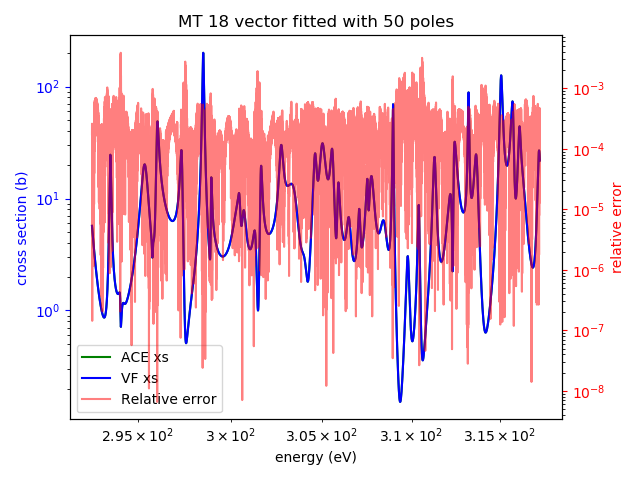 MT 18 vector fitted with 50 poles
10²
10¹
10⁰
cross section (b)
10⁻³
10⁻⁴
10⁻⁵
10⁻⁶
10⁻⁷
10⁻⁸
relative error
ACE xs
VF xs
Relative error
2.95 × 10² 3 × 10² 3.05 × 10² 3.1 × 10² 3.15 × 10²
energy (eV)